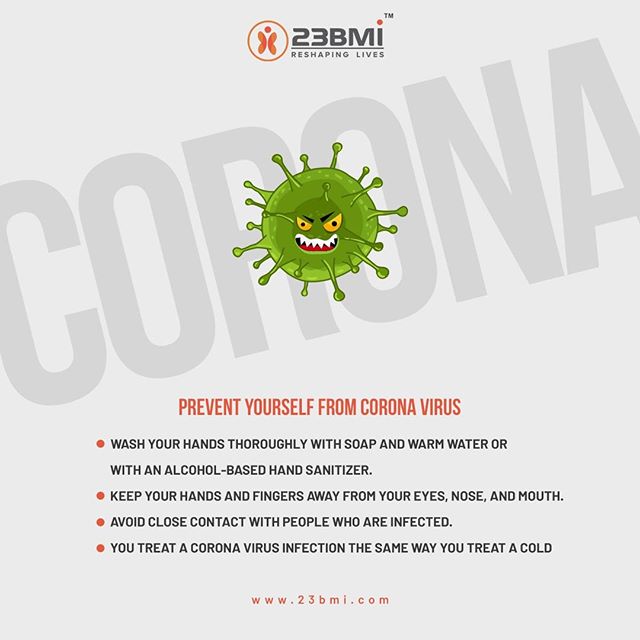 23BMI TM
RESHAPING LIVES
CORONA
PREVENT YOURSELF FROM CORONA VIRUS
WASH YOUR HANDS THOROUGHLY WITH SOAP AND WARM WATER OR
WITH AN ALCOHOL-BASED HAND SANITIZER.
KEEP YOUR HANDS AND FINGERS AWAY FROM YOUR EYES, NOSE, AND MOUTH.
AVOID CLOSE CONTACT WITH PEOPLE WHO ARE INFECTED.
YOU TREAT A CORONA VIRUS INFECTION THE SAME WAY YOU TREAT A COLD
www.23bmi.com